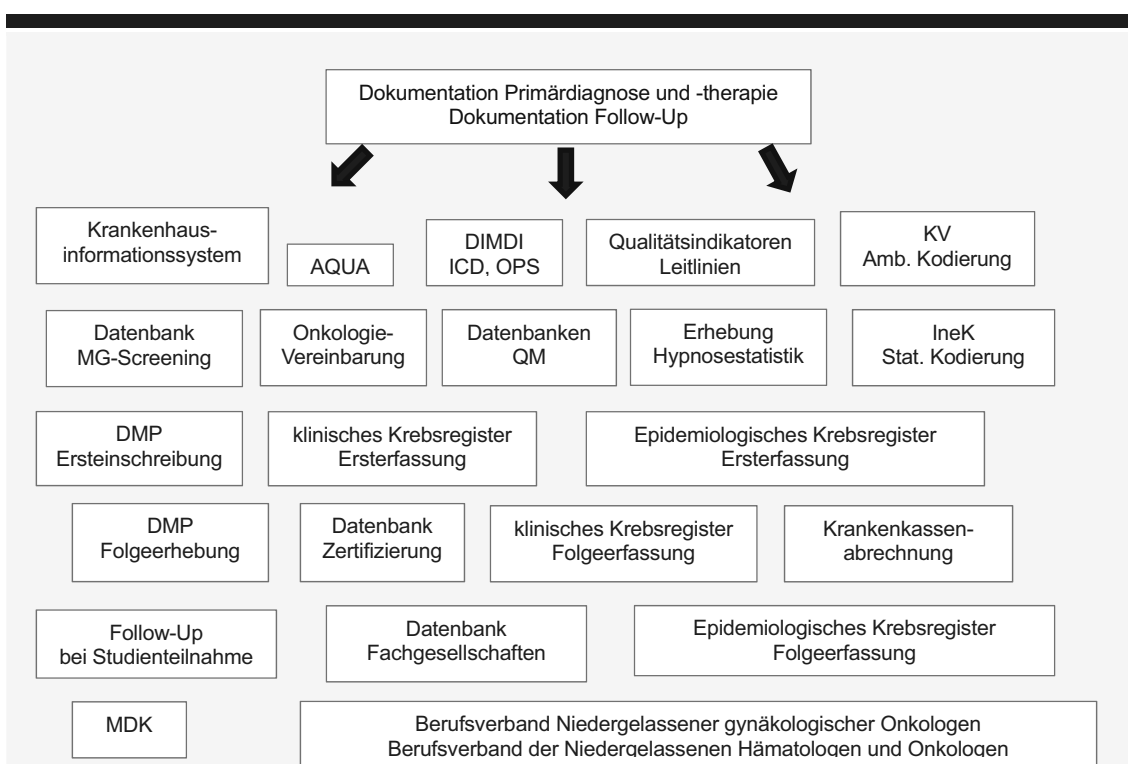 Dokumentation Primärdiagnose und -therapie
Dokumentation Follow-Up
Krankenhaus-
informationssystem
AQUA
DIMDI
ICD, OPS
Qualitätsindikatoren
Leitlinien
KV
Amb. Kodierung
Datenbank
MG-Screening
Onkologie-
Vereinbarung
Datenbanken
QM
Erhebung
Hypnosestatistik
IneK
Stat. Kodierung
DMP
Ersteinschreibung
klinisches Krebsregister
Ersterfassung
Epidemiologisches Krebsregister
Ersterfassung
DMP
Folgeerhebung
Datenbank
Zertifizierung
klinisches Krebsregister
Folgeerfassung
Krankenkassen-
abrechnung
Follow-Up
bei Studienteilnahme
Datenbank
Fachgesellschaften
Epidemiologisches Krebsregister
Folgeerfassung
MDK
Berufsverband Niedergelassener gynäkologischer Onkologen
Berufsverband der Niedergelassenen Hämatologen und Onkologen